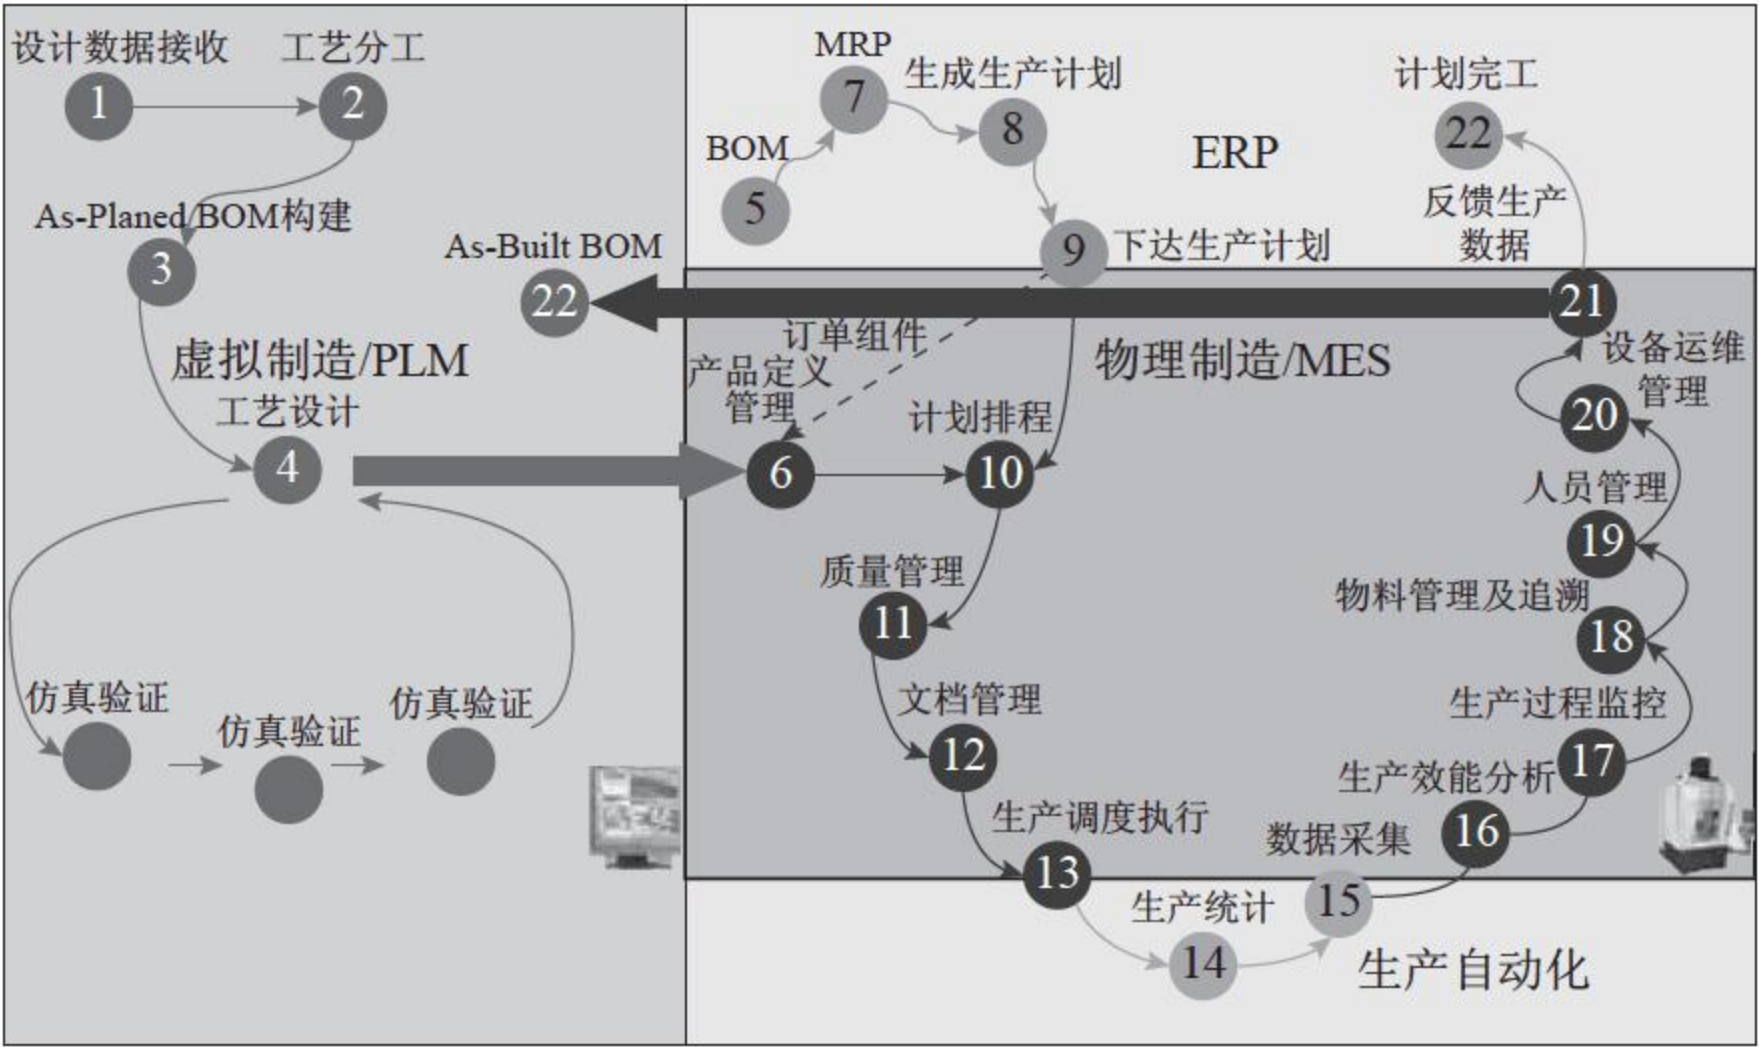 设计数据接收
1
工艺分工
2
As-Planed BOM构建
3
As-Built BOM
22
虚拟制造/PLM
工艺设计
4
仿真验证
仿真验证
仿真验证
MRP
7
生成生产计划
8
BOM
5
ERP
计划完工
22
9
下达生产计划
反馈生产
数据
21
订单组件
产品定义
管理
6
计划排程
10
物理制造/MES
设备运维
管理
20
人员管理
19
质量管理
11
物料管理及追溯
18
文档管理
12
生产过程监控
17
生产效能分析
16
生产调度执行
13
数据采集
15
生产统计
14
生产自动化